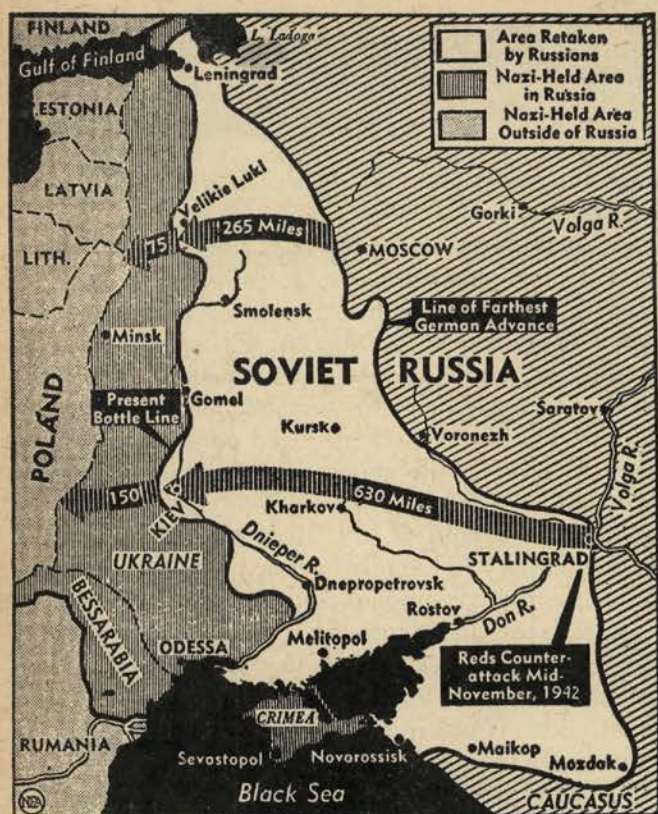 FINLAND
L. Ladoga
Gulf of Finland
Leningrad
ESTONIA
LATVIA
LITH.
Velikie Luki
75
265 Miles
MOSCOW
Gorki
Volga R.
Area Retaken
by Russians
Nazi-Held Area
in Russia
Nazi-Held Area
Outside of Russia
Smolensk
Line of Farthest
German Advance
Minsk
SOVIET RUSSIA
Present
Bottle Line
Gomel
Kursk
Voronezh
Saratov
Volga R.
POLAND
150
KIEV
630 Miles
Kharkov
STALINGRAD
UKRAINE
Dnieper R.
Dnepropetrovsk
Rostov
Don R.
BESSARABIA
ODESSA
Melitopol
Reds Counter-
attack Mid-
November, 1942
CRIMEA
RUMANIA
Sevastopol
Novorossisk
Maikop
Mozdak
Black Sea
CAUCASUS
NEA